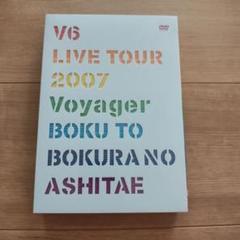 V6
LIVE TOUR
2007
Voyager
BOKU TO
BOKURA NO
ASHITAE